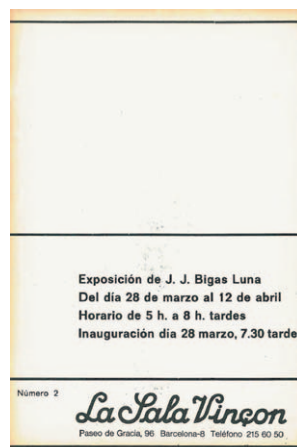 Exposición de J. J. Bigas Luna
Del día 28 de marzo al 12 de abril
Horario de 5 h. a 8 h. tardes
Inauguración día 28 marzo, 7.30 tarde
Número 2
La Sala Vinçon
Paseo de Gracia, 96 Barcelona-8 Teléfono 215 60 50